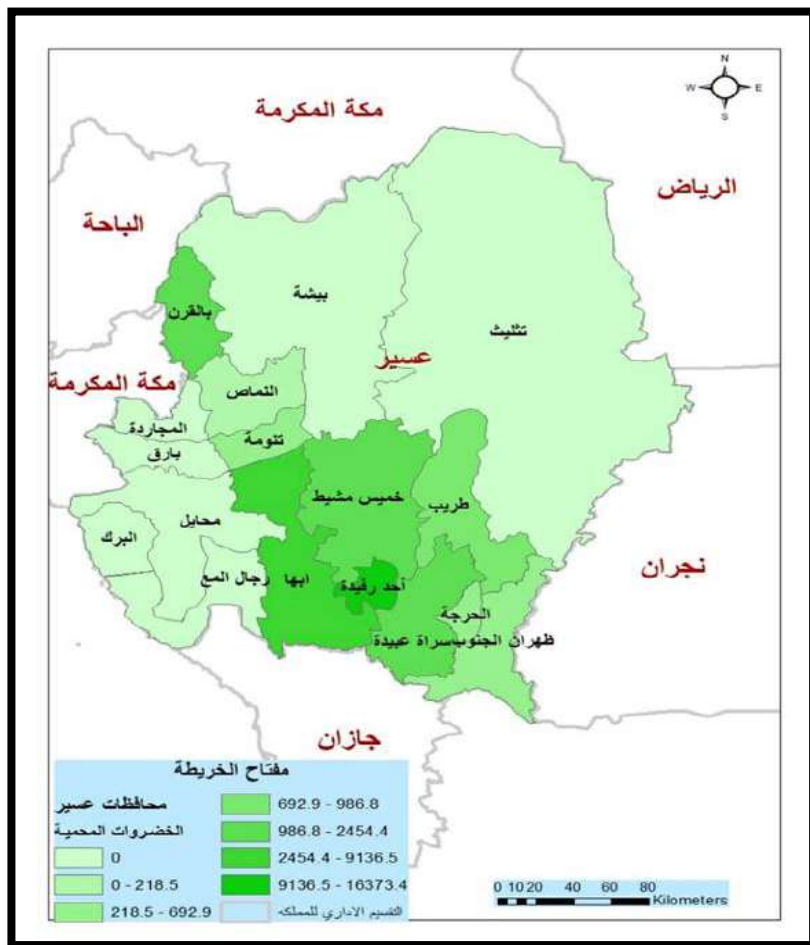 N
W E
S
مكة المكرمة
الرياض
الباحة
بيشة
بالقرن
تثليث
عسير
مكة المكرمة
النماص
المجاردة
تنومة
بارق
خميس مشيط
طريب
محايل
البرك
نجران
أحد رفيدة
ابها
رجال المع
الحرجة
ظهران الجنوب
سراة عبيدة
جازان
مفتاح الخريطة
محافظات عسير
الخضروات المحمية
0
0 - 218.5
218.5 - 692.9
692.9 - 986.8
986.8 - 2454.4
2454.4 - 9136.5
9136.5 - 16373.4
التقسيم الاداري للمملكه
0 10 20 40 60 80
Kilometers